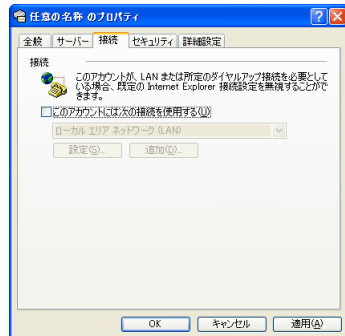 任意の名称 のプロパティ
全般 サーバー 接続 セキュリティ 詳細設定
接続
このアカウントが、LAN または所定のダイヤルアップ接続を必要として
いる場合、既定の Internet Explorer 接続設定を無視することがで
きます。
このアカウントには次の接続を使用する(U)
ローカル エリア ネットワーク (LAN)
設定(S)... 追加(D)...
OK キャンセル 適用(A)